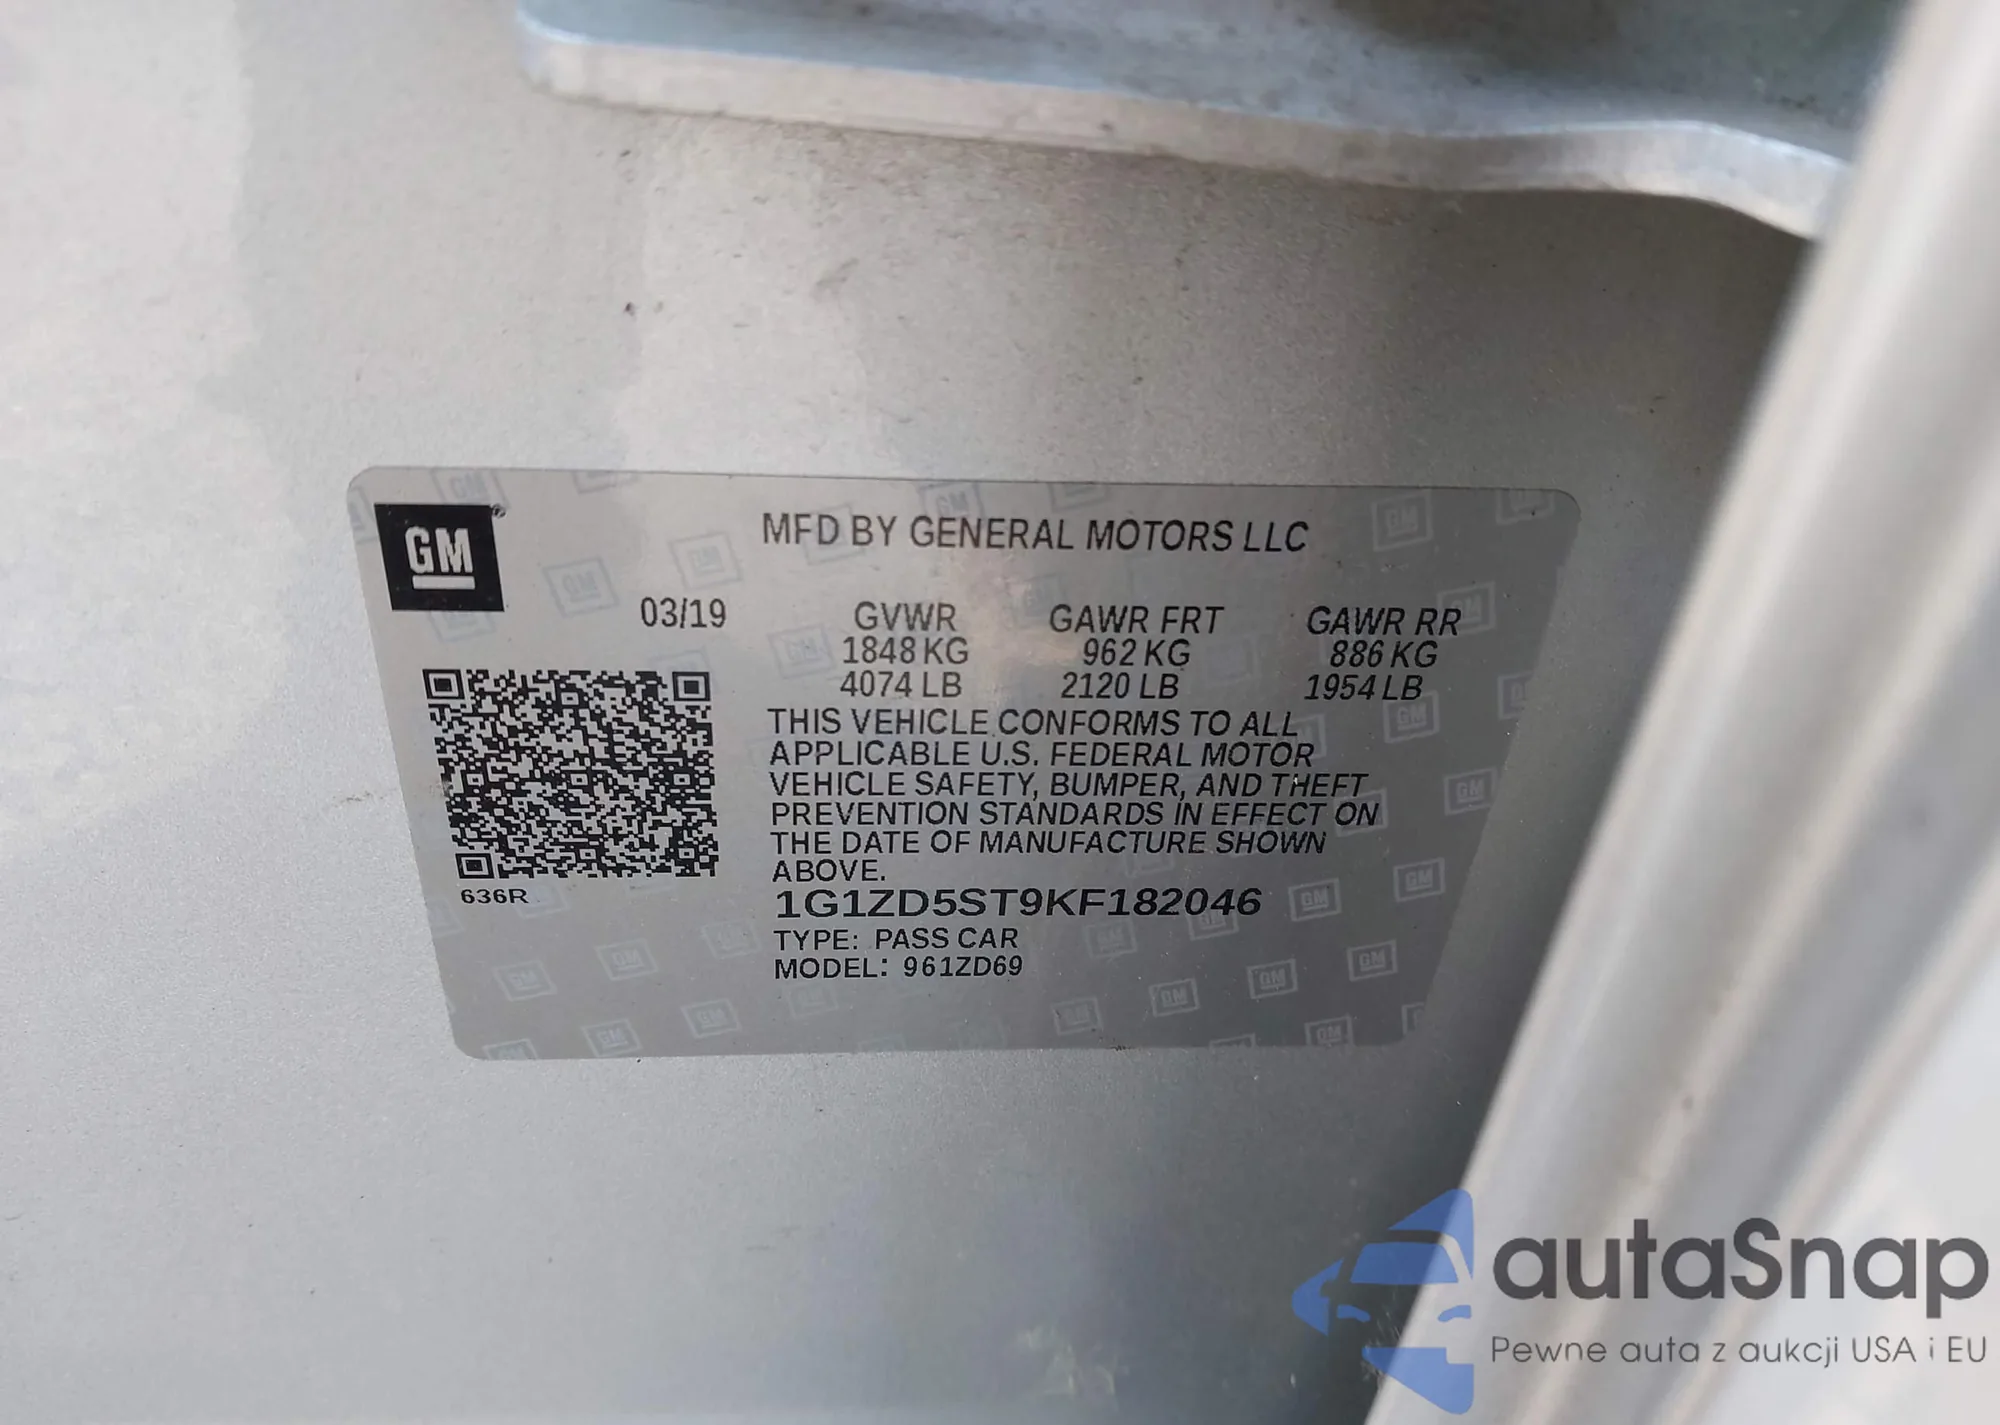 GM
MFD BY GENERAL MOTORS LLC
03/19 GVWR GAWR FRT GAWR RR
1848 KG 962 KG 886 KG
4074 LB 2120 LB 1954 LB
THIS VEHICLE CONFORMS TO ALL
APPLICABLE U.S. FEDERAL MOTOR
VEHICLE SAFETY, BUMPER, AND THEFT
PREVENTION STANDARDS IN EFFECT ON
THE DATE OF MANUFACTURE SHOWN
ABOVE.
636R
1G1ZD5ST9KF182046
TYPE: PASS CAR
MODEL: 961ZD69
autaSnap
Pewne auta z aukcji USA i EU